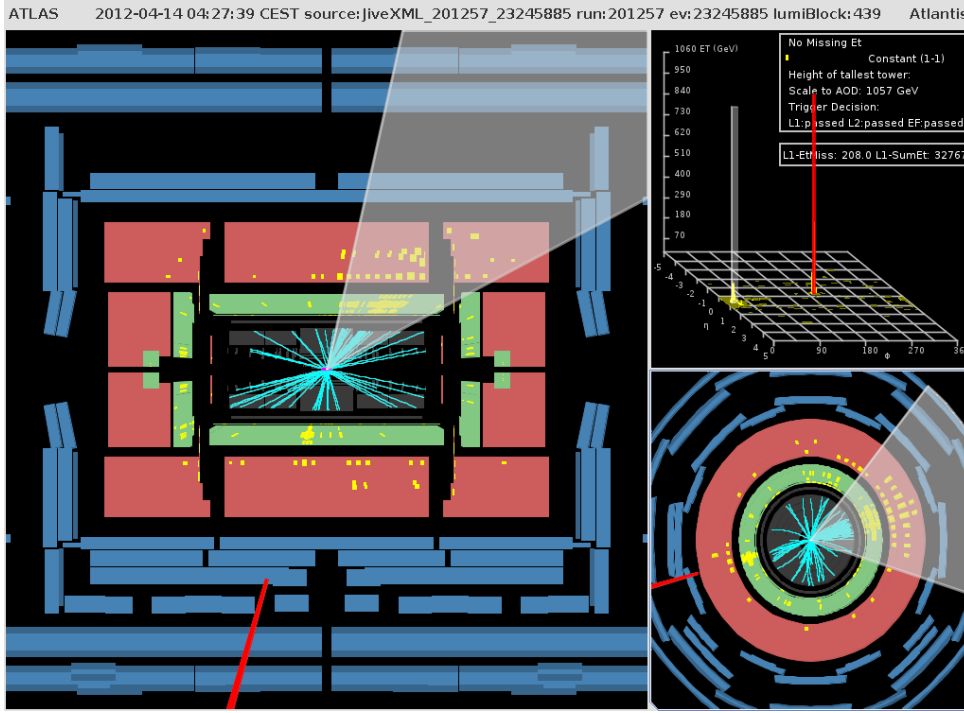 ATLAS 2012-04-14 04:27:39 CEST source:JiveXML_201257_23245885 run:201257 ev:23245885 lumiBlock:439 Atlantis
1060 ET (GeV)
950
840
730
620
510
400
290
180
70
No Missing Et
Constant (1-1)
Height of tallest tower:
Scale to AOD: 1057 GeV
Trigger Decision:
L1:passed L2:passed EF:passed
L1-EtMiss: 208.0 L1-SumEt: 32767
-5
-4
-3
-2
-1
0
1
2
3
4
5
η
0
90
180
270
36
Φ